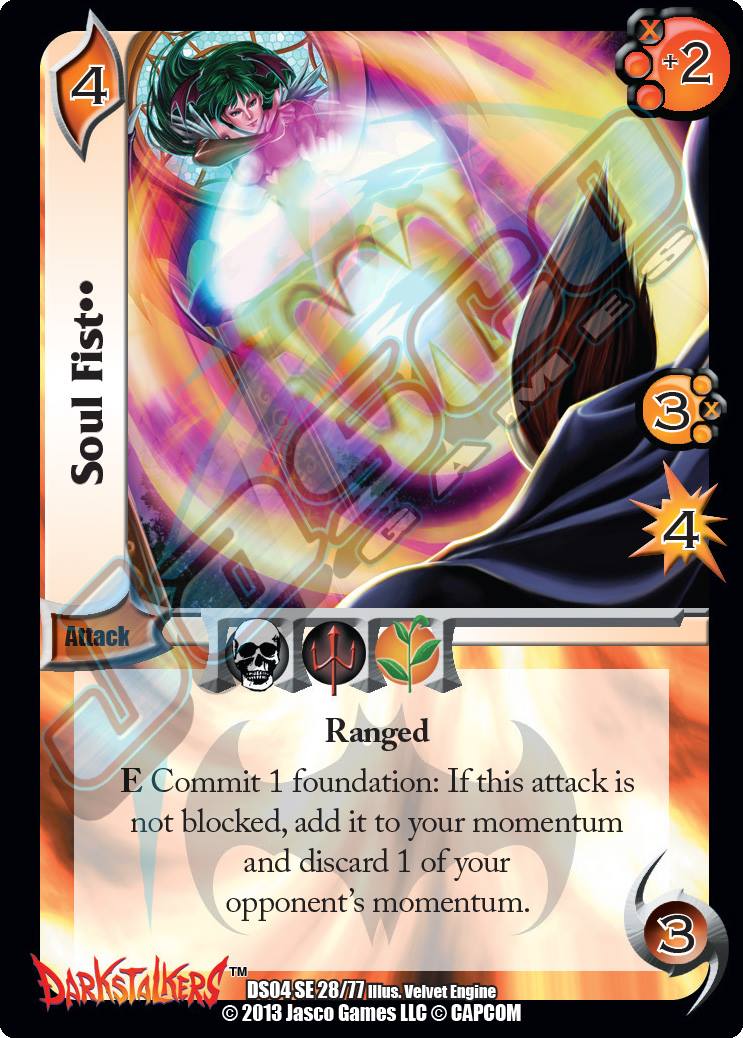 4
X
+2
Soul Fist••
3
X
4
JASCO
GAMES
Attack
Ranged
E Commit 1 foundation: If this attack is
not blocked, add it to your momentum
and discard 1 of your
opponent's momentum.
3
DARKSTALKERS™
DS04 SE 28/77 Illus. Velvet Engine
© 2013 Jasco Games LLC © CAPCOM